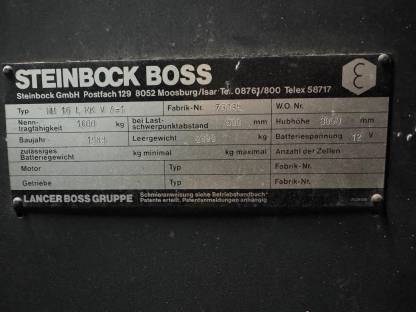 STEINBOCK BOSS
Steinbock GmbH Postfach 129 8052 Moosburg/Isar Tel. 08761/800 Telex 58717
Typ Fabrik-Nr. W.O. Nr.
Nenn-tragfähigkeit 1600 kg bei Last-schwerpunktabstand mm Hubhöhe mm
Baujahr Leergewicht kg Batteriespannung 12 V
zulässiges Batteriegewicht kg minimal kg maximal Anzahl der Zellen
Motor Typ Fabrik-Nr.
Getriebe Typ Fabrik-Nr.
LANCER BOSS GRUPPE Schmieranweisung siehe Betriebshandbuch
Patente erteilt, Patentanmeldungen anhängig